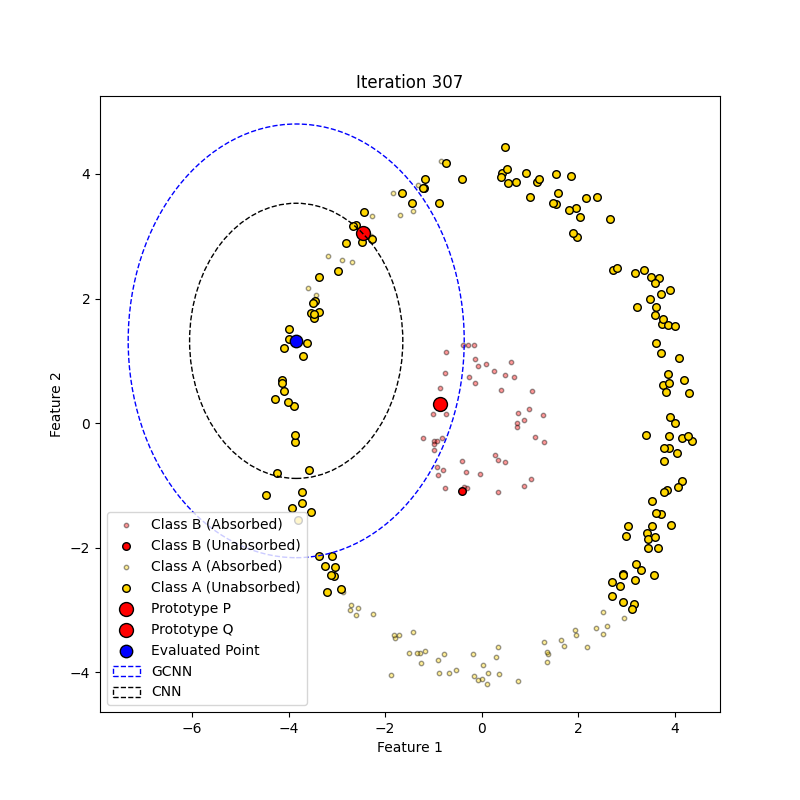 Iteration 307
Feature 2
4
2
0
−2
−4
Class B (Absorbed)
Class B (Unabsorbed)
Class A (Absorbed)
Class A (Unabsorbed)
Prototype P
Prototype Q
Evaluated Point
GCNN
CNN
−6
−4
−2
0
2
4
Feature 1